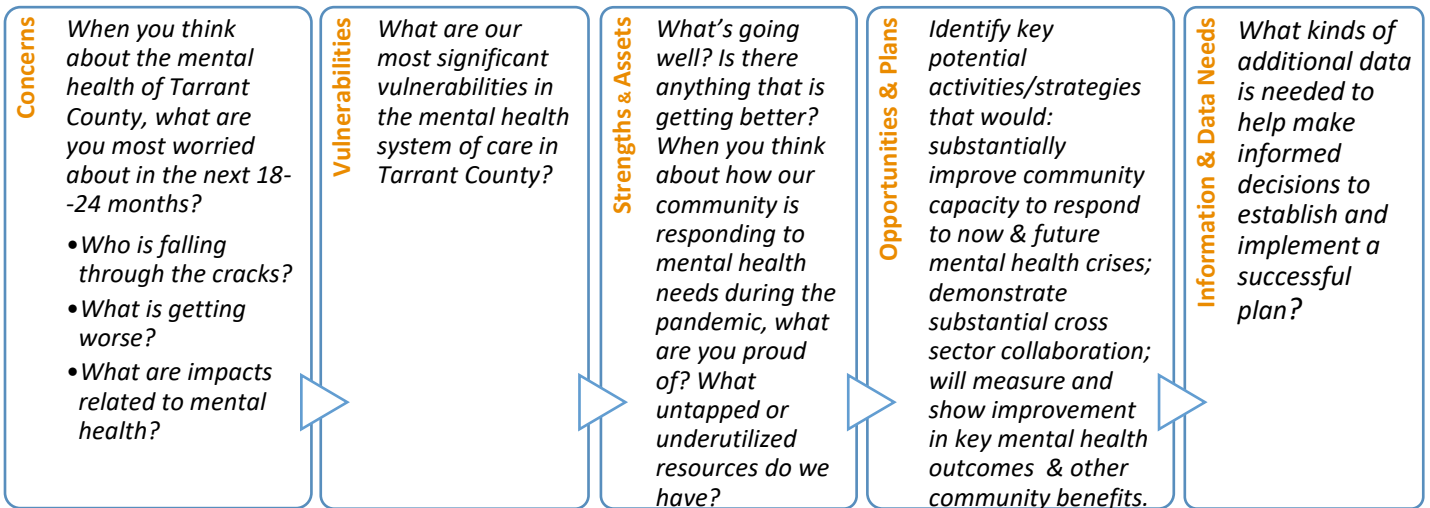 Concerns
When you think
about the mental
health of Tarrant
County, what are
you most worried
about in the next 18-
-24 months?
•Who is falling
through the cracks?
•What is getting
worse?
•What are impacts
related to mental
health?
Vulnerabilities
What are our
most significant
vulnerabilities in
the mental health
system of care in
Tarrant County?
Strengths & Assets
What’s going
well? Is there
anything that is
getting better?
When you think
about how our
community is
responding to
mental health
needs during the
pandemic, what
are you proud
of? What
untapped or
underutilized
resources do we
have?
Opportunities & Plans
Identify key
potential
activities/strategies
that would:
substantially
improve community
capacity to respond
to now & future
mental health crises;
demonstrate
substantial cross
sector collaboration;
will measure and
show improvement
in key mental health
outcomes & other
community benefits.
Information & Data Needs
What kinds of
additional data
is needed to
help make
informed
decisions to
establish and
implement a
successful
plan?